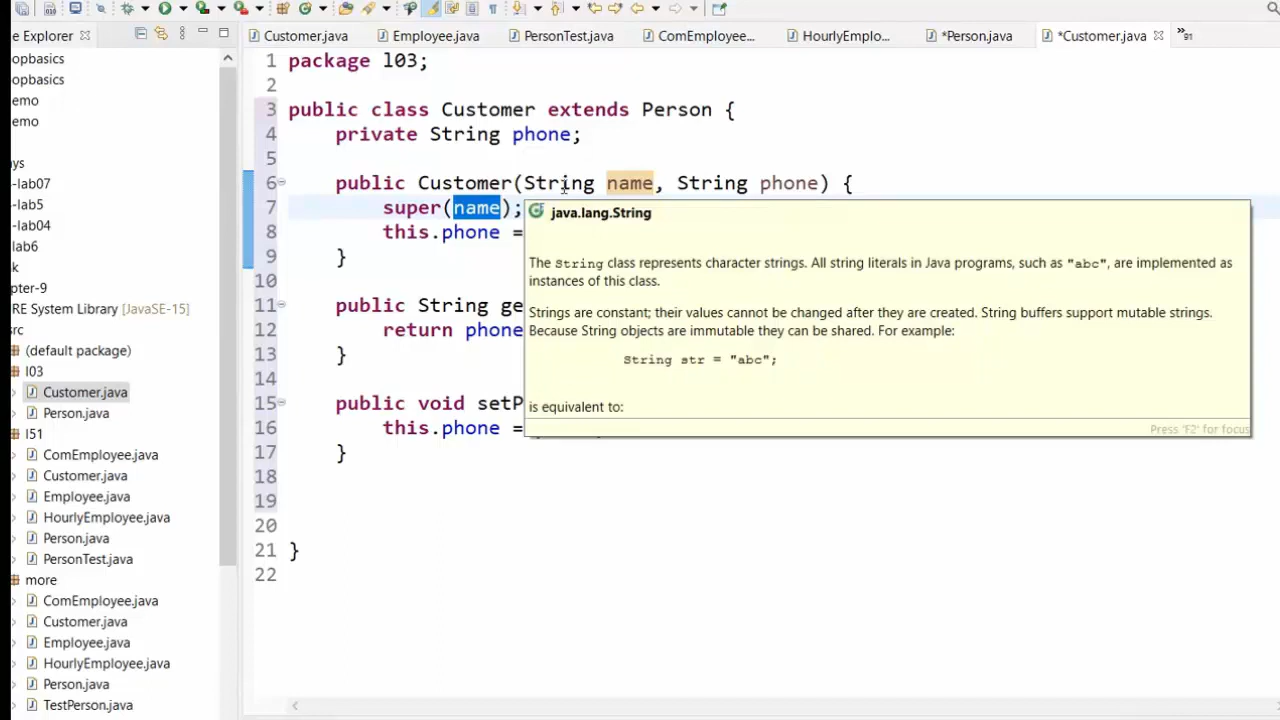 e Explorer
Customer.java
Employee.java
PersonTest.java
ComEmployee...
HourlyEmplo...
*Person.java
*Customer.java
»91
opbasics
opbasics
emo
emo
ys
-lab07
-lab5
-lab04
ab6
k
pter-9
RE System Library [JavaSE-15]
src
(default package)
l03
Customer.java
Person.java
l51
ComEmployee.java
Customer.java
Employee.java
HourlyEmployee.java
Person.java
PersonTest.java
more
ComEmployee.java
Customer.java
Employee.java
HourlyEmployee.java
Person.java
TestPerson.java
1 package l03;
2
3 public class Customer extends Person {
4 private String phone;
5
6 public Customer(String name, String phone) {
7 super(name);
8 this.phone =
9 }
10
11 public String ge
12 return phone
13 }
14
15 public void setP
16 this.phone =
17 }
18
19
20
21 }
22
java.lang.String
The String class represents character strings. All string literals in Java programs, such as "abc", are implemented as
instances of this class.
Strings are constant; their values cannot be changed after they are created. String buffers support mutable strings.
Because String objects are immutable they can be shared. For example:
String str = "abc";
is equivalent to:
Press 'F2' for focus